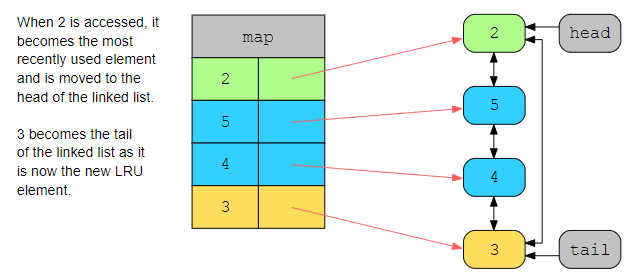 When 2 is accessed, it
becomes the most
recently used element
and is moved to the
head of the linked list.
3 becomes the tail
of the linked list as it
is now the new LRU
element.
map
2
5
4
3
2
5
4
3
head
tail